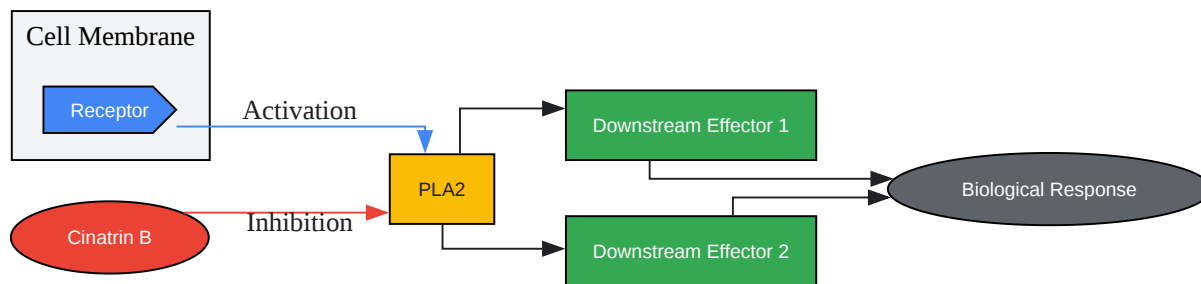 Cell Membrane
Receptor
Activation
Downstream Effector 1
PLA2
Biological Response
Inhibition
Cinatrin B
Downstream Effector 2